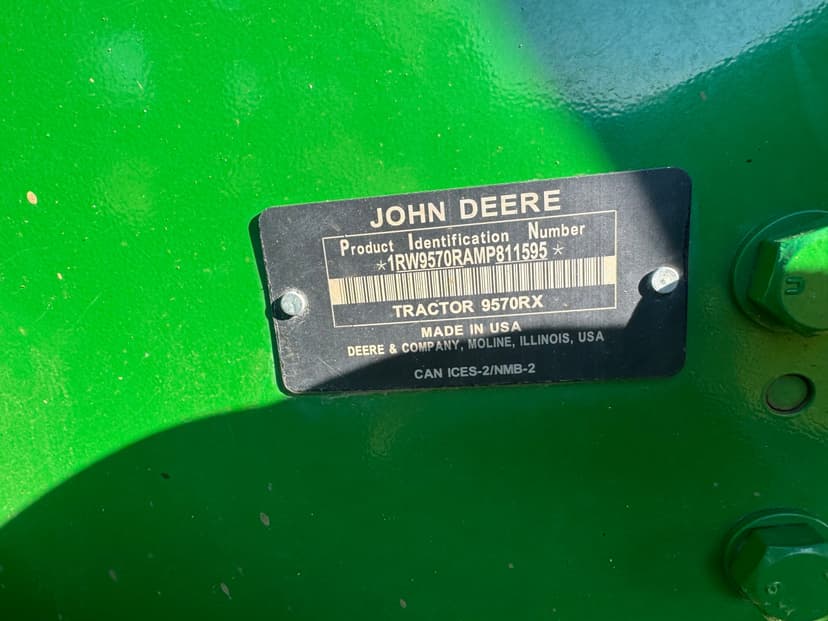 JOHN DEERE
Product Identification Number
*1RW9570RAMP811595*
TRACTOR 9570RX
MADE IN USA
DEERE & COMPANY, MOLINE, ILLINOIS, USA
CAN ICES-2/NMB-2